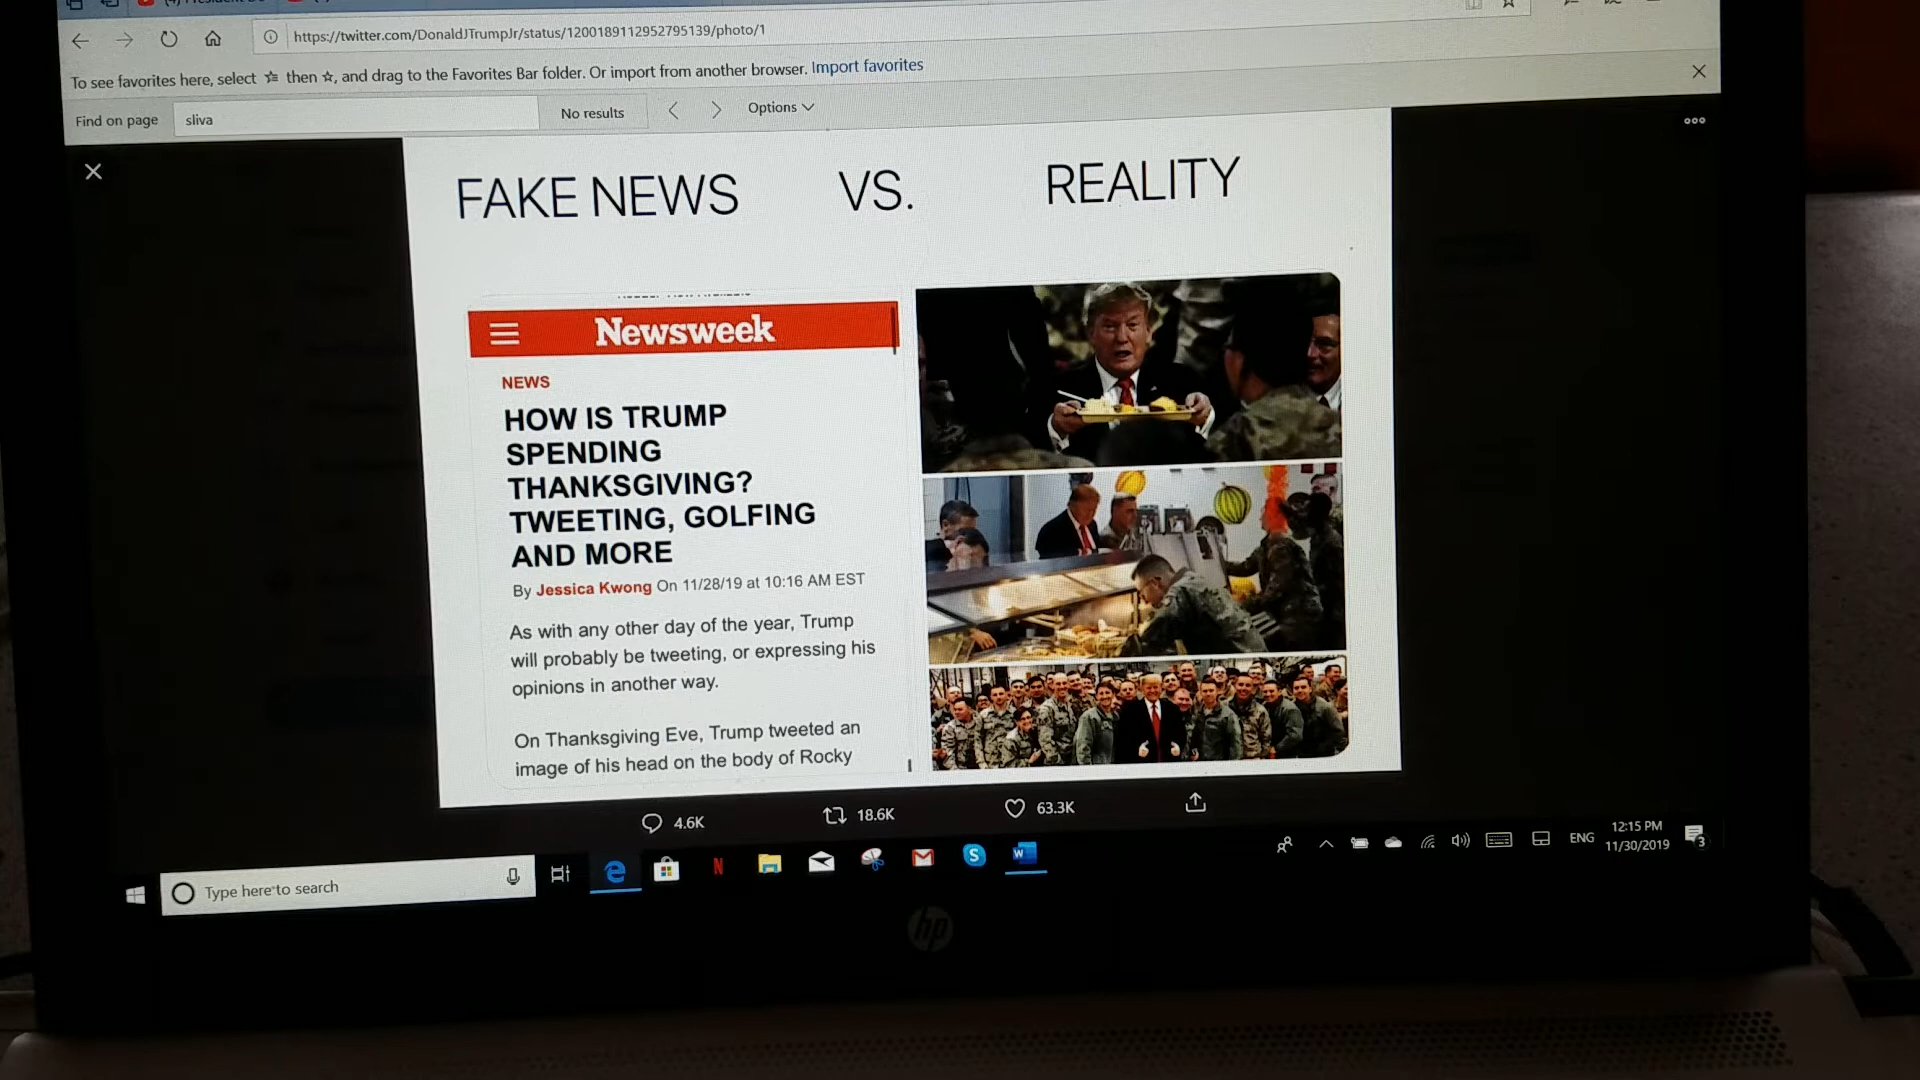 https://twitter.com/DonaldJTrumpJr/status/1200189112952795139/photo/1
To see favorites here, select then, and drag to the Favorites Bar folder. Or import from another browser. Import favorites
Find on page sliva No results Options
FAKE NEWS VS. REALITY
Newsweek
NEWS
HOW IS TRUMP
SPENDING
THANKSGIVING?
TWEETING, GOLFING
AND MORE
By Jessica Kwong On 11/28/19 at 10:16 AM EST
As with any other day of the year, Trump
will probably be tweeting, or expressing his
opinions in another way.
On Thanksgiving Eve, Trump tweeted an
image of his head on the body of Rocky
4.6K 18.6K 63.3K
Type here to search
ENG
12:15 PM
11/30/2019
3
hp